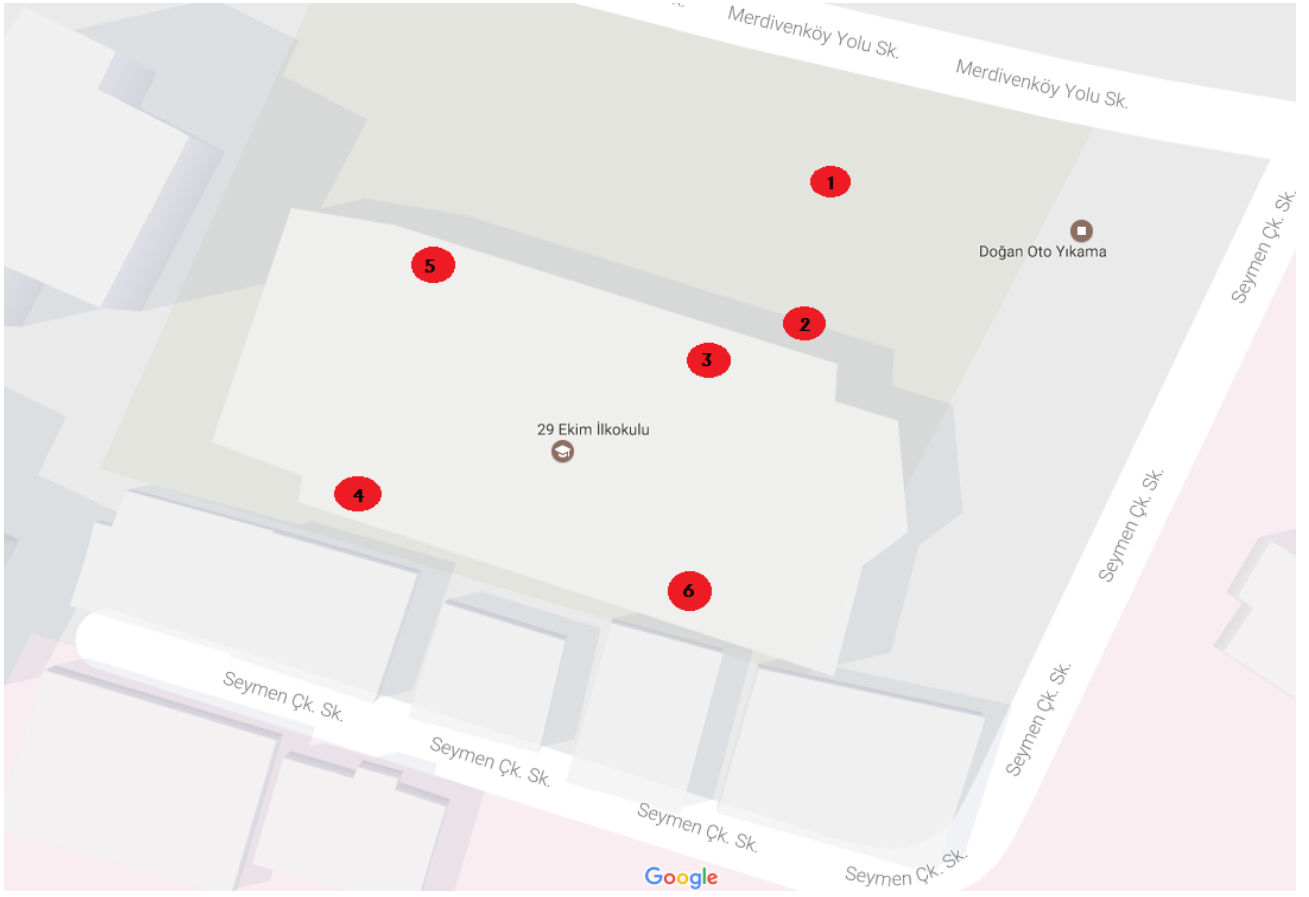 Sk.
Merdivenköy Yolu Sk.
Merdivenköy Yolu Sk.
1
Seymen Çk. Sk.
Doğan Oto Yıkama
5
2
3
29 Ekim İlkokulu
4
Seymen Çk. Sk.
6
Seymen Çk. Sk.
Seymen Çk. Sk.
Seymen Çk. Sk.
Seymen Çk. Sk.
Seymen Çk. Sk.
Google